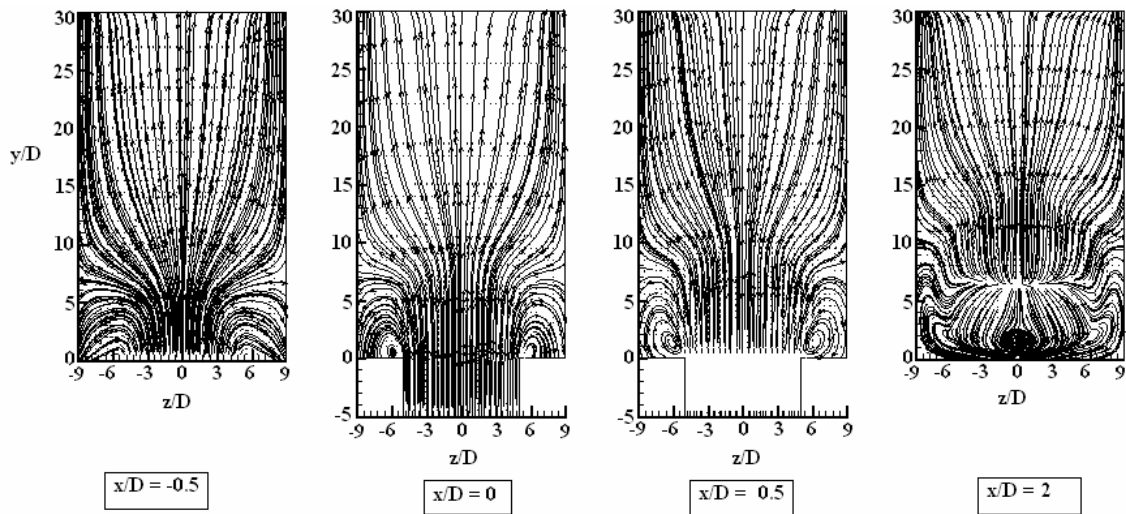 30 30 30 30
25 25 25 25
20 20 20 20
y/D
15 15 15 15
10 10 10 10
5 5 5 5
0 0 0 0
-9 -6 -3 0 3 6 9 -9 -6 -3 0 3 6 9
z/D z/D
-5 -5
-9 -6 -3 0 3 6 9 -9 -6 -3 0 3 6 9
z/D z/D
x/D = -0.5 x/D = 0 x/D = 0.5 x/D = 2